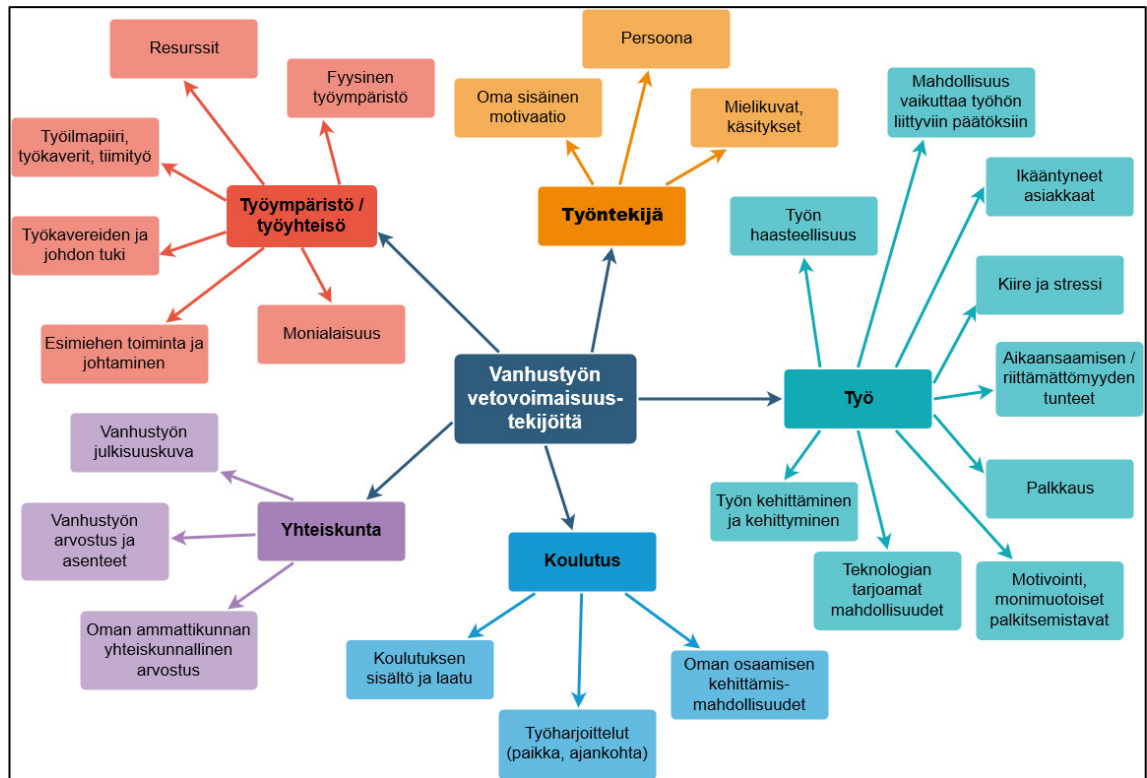 Resurssit
Fyysinen
työympäristö
Työilmapiiri,
työkaverit, tiimityö
Työympäristö /
työyhteisö
Työkavereiden ja
johdon tuki
Esimiehen toiminta ja
johtaminen
Monialaisuus
Persoona
Oma sisäinen
motivaatio
Mielikuvat,
käsitykset
Työntekijä
Mahdollisuus
vaikuttaa työhön
liittyviin päätöksiin
Ikääntyneet
asiakkaat
Työn
haasteellisuus
Kiire ja stressi
Aikaansaamisen /
riittämättömyyden
tunteet
Työ
Palkkaus
Työn kehittäminen
ja kehittyminen
Teknologian
tarjoamat
mahdollisuudet
Motivointi,
monimuotoiset
palkitsemistavat
Vanhustyön
vetovoimaisuus-
tekijöitä
Vanhustyön
julkisuuskuva
Vanhustyön
arvostus ja
asenteet
Yhteiskunta
Oman ammattikunnan
yhteiskunnallinen
arvostus
Koulutus
Koulutuksen
sisältö ja laatu
Työharjoittelut
(paikka, ajankohta)
Oman osaamisen
kehittämis-
mahdollisuudet